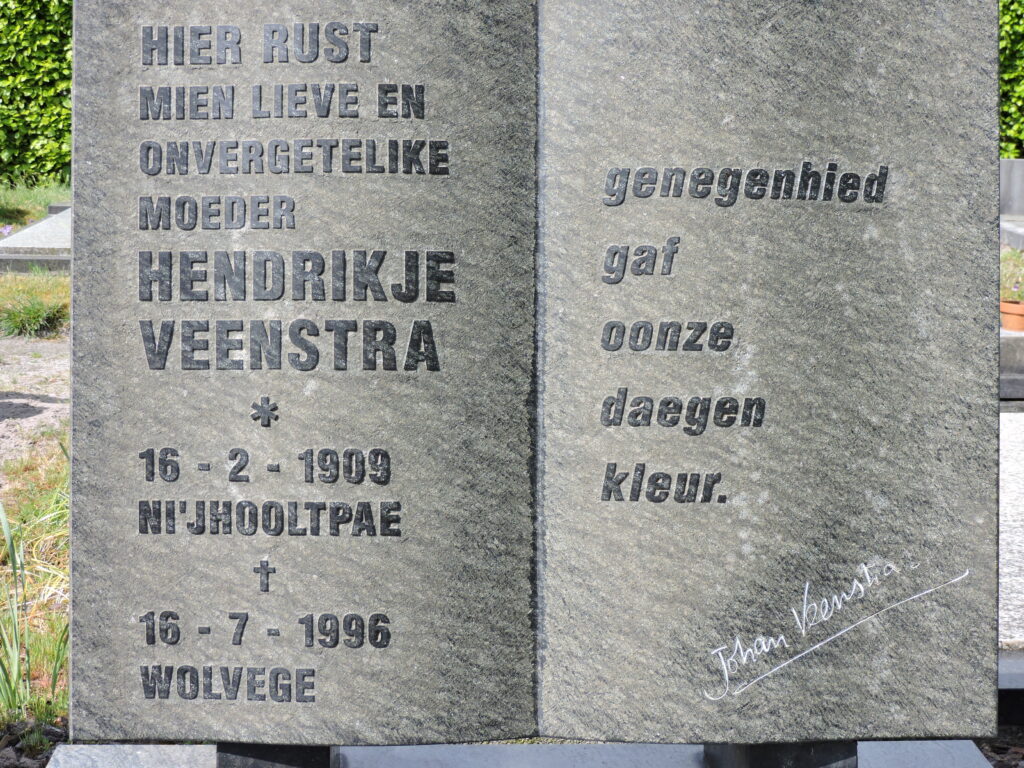 HIER RUST
MIEN LIEVE EN
ONVERGETELIKE
MOEDER
HENDRIKJE
VEENSTRA
*
16 - 2 - 1909
NI'JHOOLTPAE
†
16 - 7 - 1996
WOLVEGE
genegenhied
gaf
oonze
daegen
kleur.
Johan Veenstra